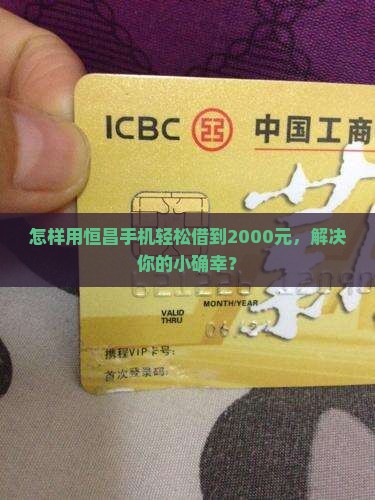 ICBC 中国工商
怎样用恒昌手机轻松借到2000元，解决
你的小确幸？
MONTH/YEAR
VALID
THRU
携程VIP卡号：
首次登录码：